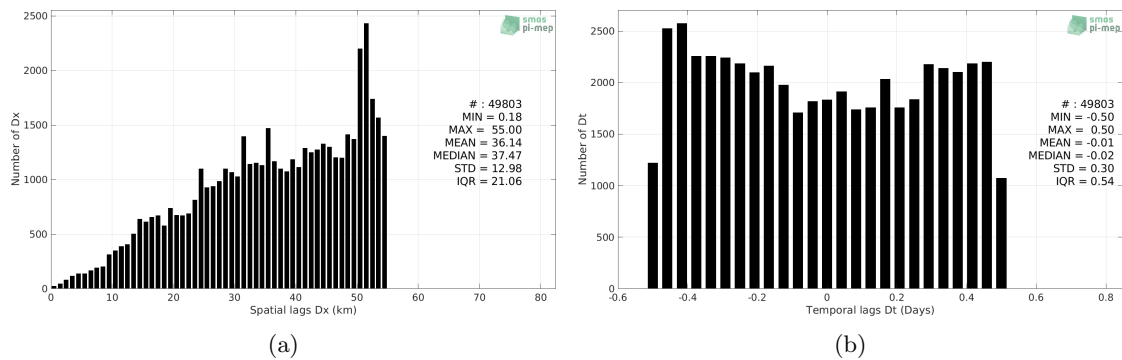 2500
2000
1500
1000
500
0
Number of Dx
0 10 20 30 40 50 60 70 80
Spatial lags Dx (km)
smos
pi-mep
# : 49803
MIN = 0.18
MAX = 55.00
MEAN = 36.14
MEDIAN = 37.47
STD = 12.98
IQR = 21.06
(a)
2500
2000
1500
1000
500
0
Number of Dt
-0.6 -0.4 -0.2 0 0.2 0.4 0.6 0.8
Temporal lags Dt (Days)
smos
pi-mep
# : 49803
MIN = -0.50
MAX = 0.50
MEAN = -0.01
MEDIAN = -0.02
STD = 0.30
IQR = 0.54
(b)